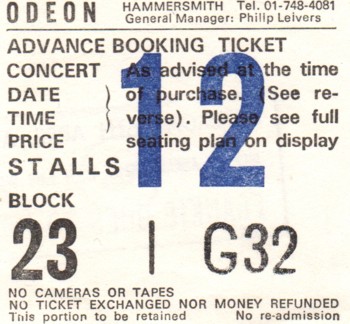 ODEON HAMMERSMITH Tel. 01-748-4081
General Manager: Philip Leivers
ADVANCE BOOKING TICKET
CONCERT As advised at the time
DATE of purchase. (See re-
TIME verse). Please see full
PRICE seating plan on display
12
STALLS
BLOCK
23 | G32
NO CAMERAS OR TAPES
NO TICKET EXCHANGED NOR MONEY REFUNDED
This portion to be retained No re-admission